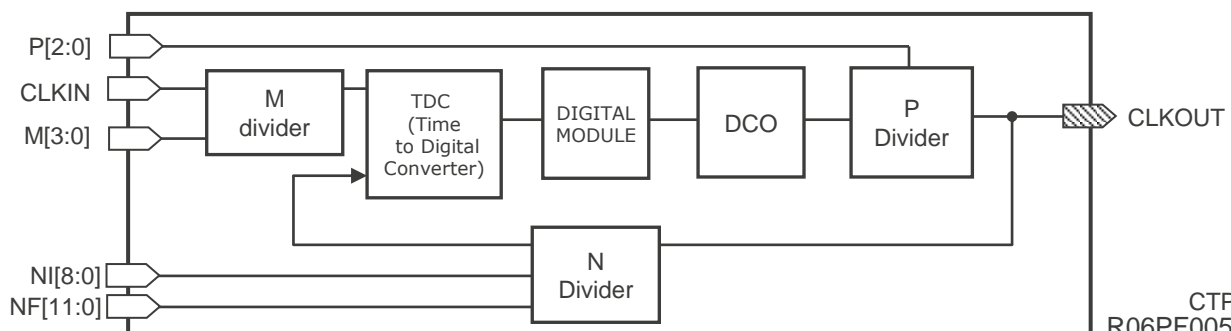 P[2:0]
CLKIN
M[3:0]
M
divider
TDC
(Time
to Digital
Converter)
DIGITAL
MODULE
DCO
P
Divider
CLKOUT
N
Divider
NI[8:0]
NF[11:0]